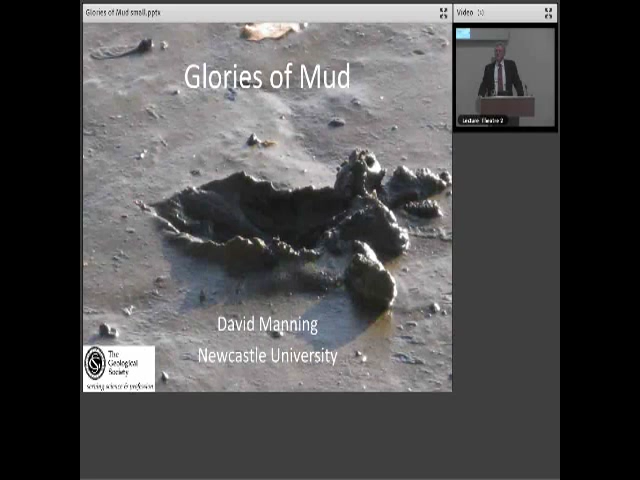 Glories of Mud small.pptx
Video
Glories of Mud
Lecture Theatre 2
David Manning
Newcastle University
The
Geological
Society
serving science & profession